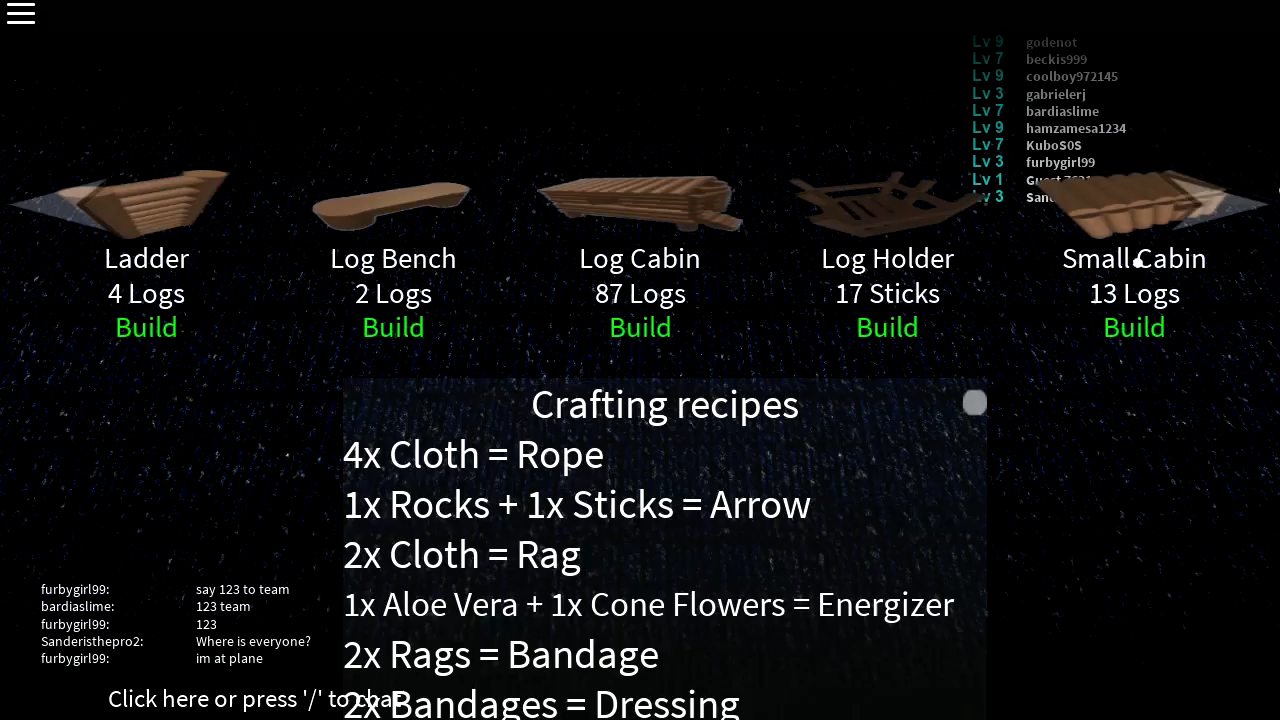 Lv 9 godenot
Lv 7 beckis999
Lv 9 coolboy972145
Lv 3 gabrielerj
Lv 7 bardiaslime
Lv 9 hamzamesa1234
Lv 7 KuboS0S
Lv 3 furbygirl99
Lv 1
Lv 3
Ladder
4 Logs
Build
Log Bench
2 Logs
Build
Log Cabin
87 Logs
Build
Log Holder
17 Sticks
Build
Small Cabin
13 Logs
Build
Crafting recipes
4x Cloth = Rope
1x Rocks + 1x Sticks = Arrow
2x Cloth = Rag
1x Aloe Vera + 1x Cone Flowers = Energizer
2x Rags = Bandage
2x Bandages = Dressing
furbygirl99: say 123 to team
bardiaslime: 123 team
furbygirl99: 123
Sanderisthepro2: Where is everyone?
furbygirl99: im at plane
Click here or press '/' to chat